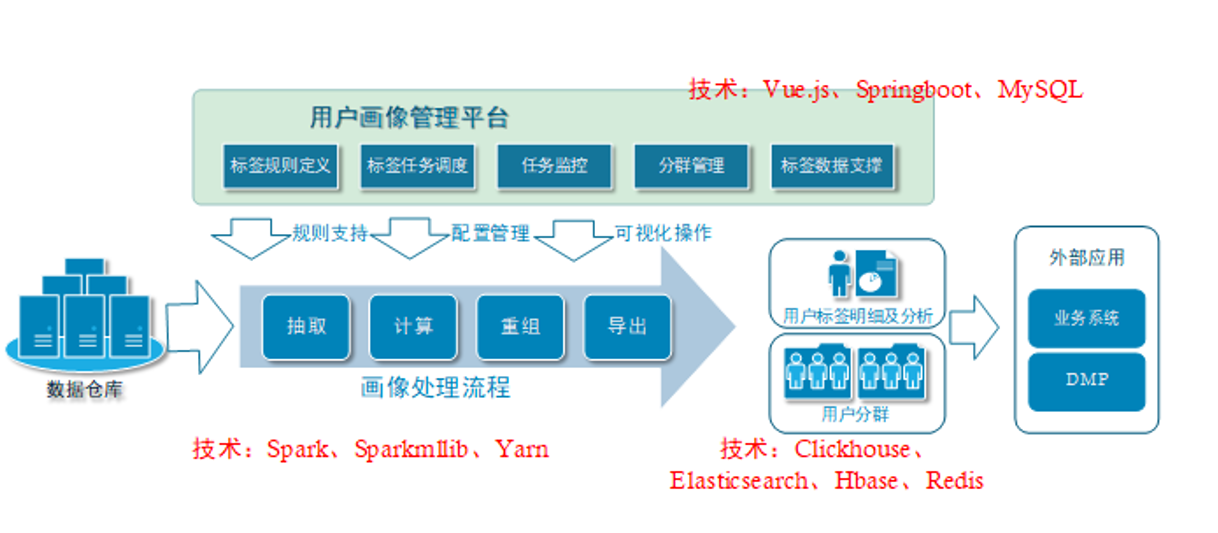 技术：Vue.js、Springboot、MySQL
用户画像管理平台
标签规则定义
标签任务调度
任务监控
分群管理
标签数据支撑
规则支持
配置管理
可视化操作
数据仓库
抽取
计算
重组
导出
画像处理流程
用户标签明细及分析
用户分群
外部应用
业务系统
DMP
技术：Spark、Sparkmllib、Yarn
技术：Clickhouse、
Elasticsearch、Hbase、Redis